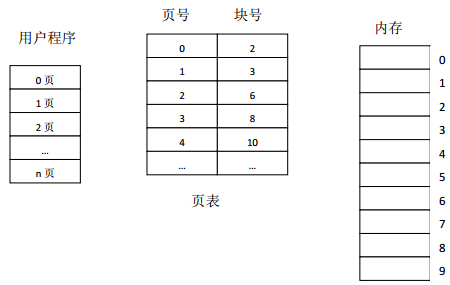 用户程序
0 页
1 页
2 页
…
n 页
页号 块号
0 2
1 3
2 6
3 8
4 10
… …
页表
内存
0
1
2
3
4
5
6
7
8
9